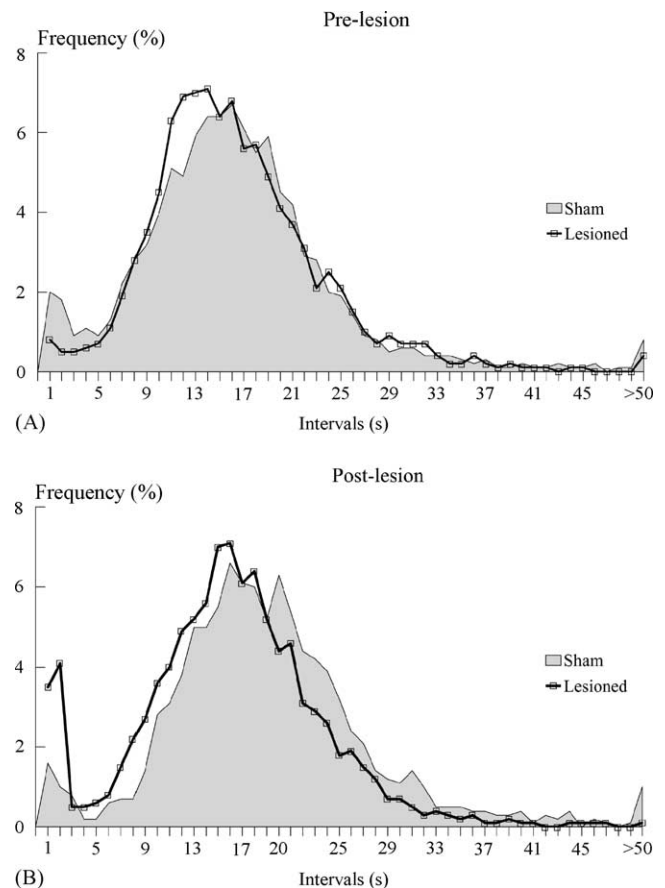 Pre-lesion
Frequency (%)
8
6
4
2
0
Sham
Lesioned
1 5 9 13 17 21 25 29 33 37 41 45 >50
(A)
Intervals (s)
Post-lesion
Frequency (%)
8
6
4
2
0
Sham
Lesioned
1 5 9 13 17 21 25 29 33 37 41 45 >50
(B)
Intervals (s)